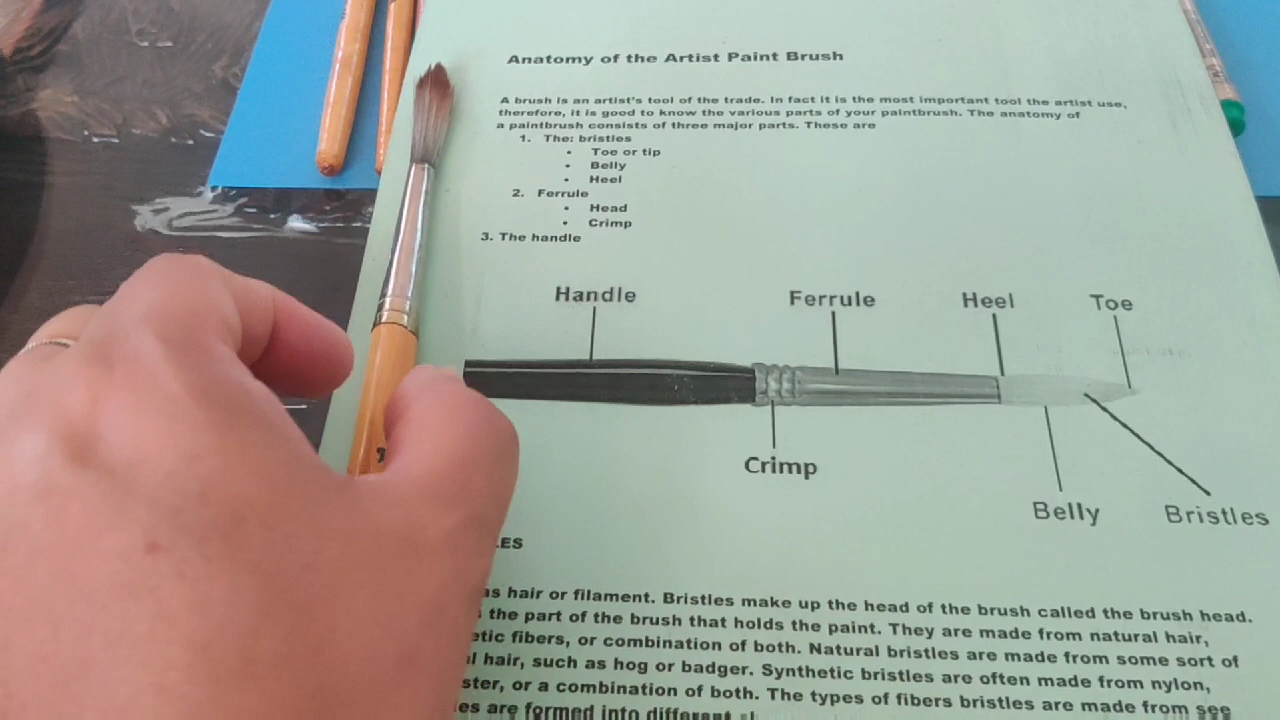 Anatomy of the Artist Paint Brush
A brush is an artist's tool of the trade. In fact it is the most important tool the artist use,
therefore, it is good to know the various parts of your paintbrush. The anatomy of
a paintbrush consists of three major parts. These are
1. The: bristles
• Toe or tip
• Belly
• Heel
2. Ferrule
• Head
• Crimp
3. The handle
Handle
Ferrule
Heel
Toe
Crimp
Belly
Bristles
as hair or filament. Bristles make up the head of the brush called the brush head.
the part of the brush that holds the paint. They are made from natural hair,
etic fibers, or combination of both. Natural bristles are made from some sort of
hair, such as hog or badger. Synthetic bristles are often made from nylon,
ster, or a combination of both. The types of fibers bristles are made from see
are formed into different